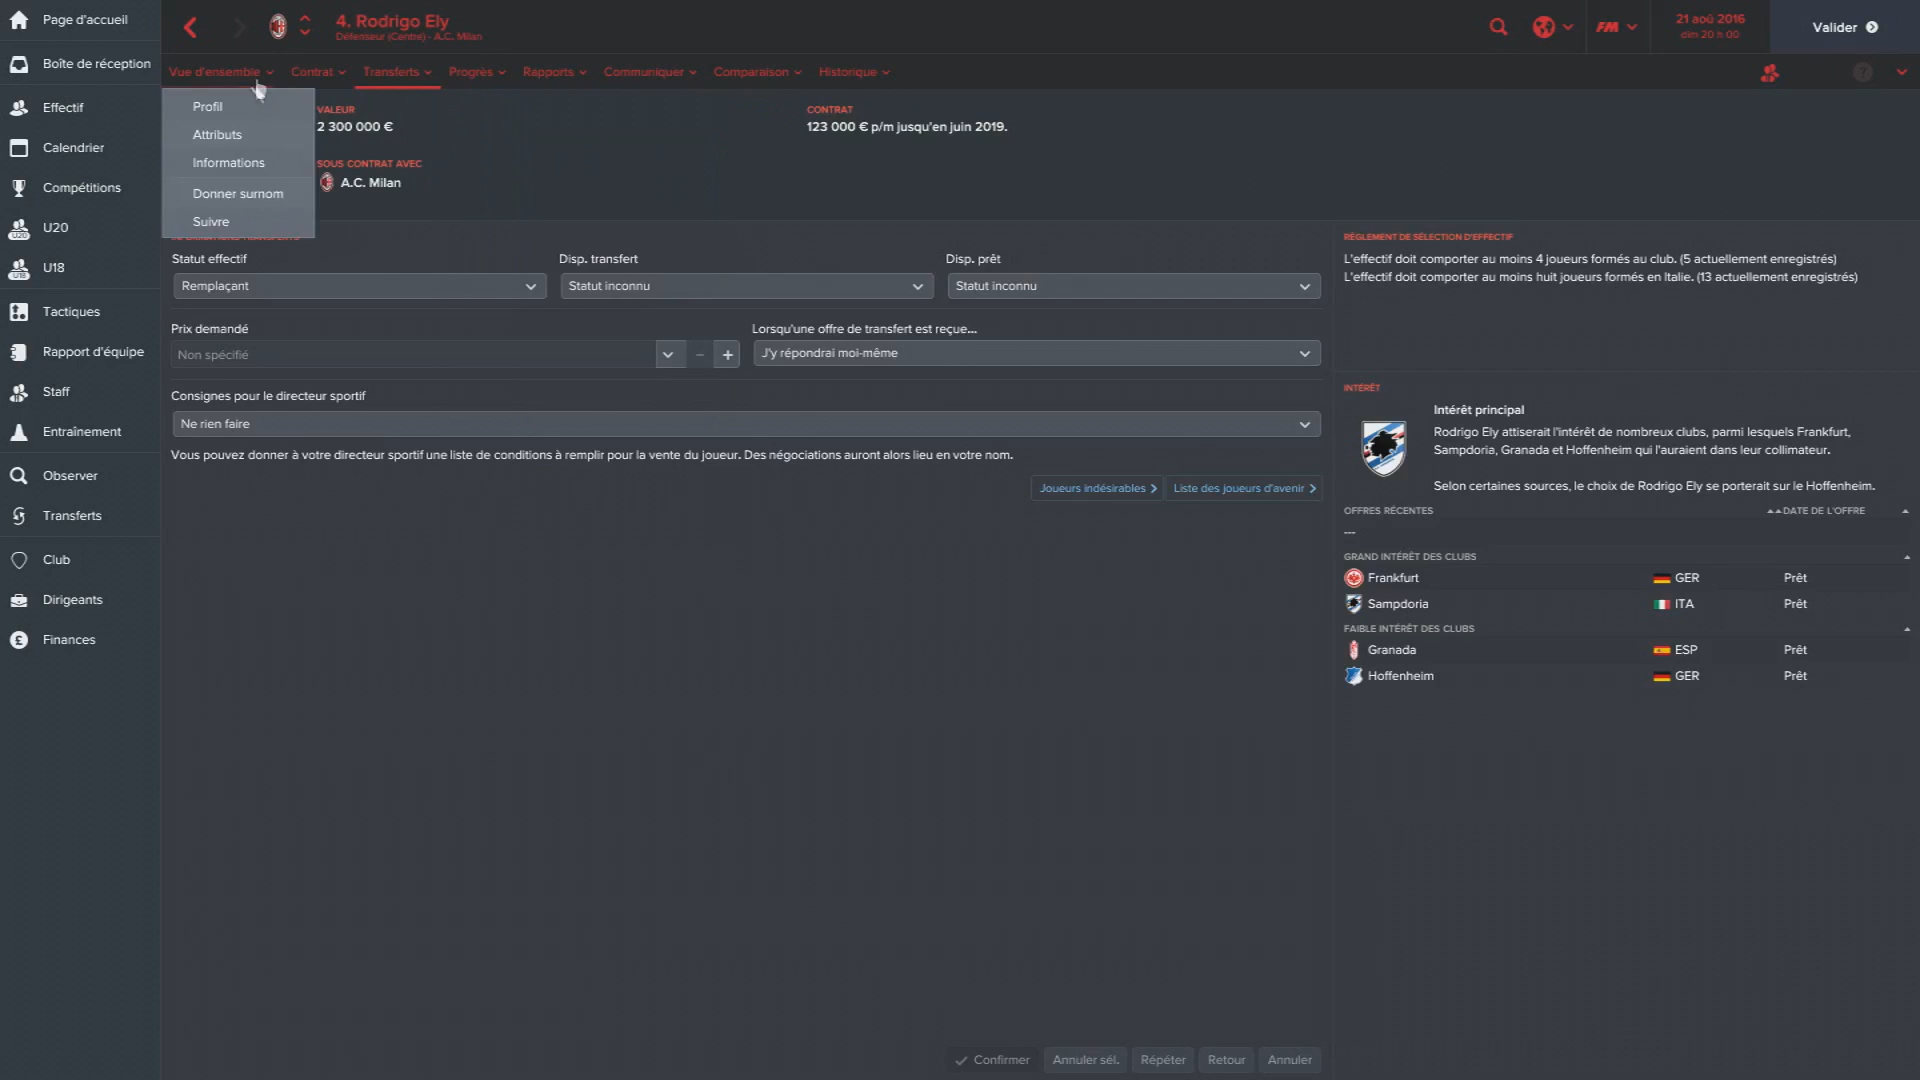 Page d'accueil
Boîte de réception
Effectif
Calendrier
Compétitions
U20
U18
Tactiques
Rapport d'équipe
Staff
Entraînement
Observer
Transferts
Club
Dirigeants
Finances
4. Rodrigo Ely
Défenseur (Centre) - A.C. Milan
FM
21 aoû 2016
dim 20 h 00
Valider
Vue d'ensemble
Contrat
Transferts
Progrès
Rapports
Communiquer
Comparaison
Historique
Profil
Attributs
Informations
Donner surnom
Suivre
VALEUR
2 300 000 €
CONTRAT
123 000 € p/m jusqu'en juin 2019.
SOUS CONTRAT AVEC
A.C. Milan
Statut effectif
Remplaçant
Disp. transfert
Statut inconnu
Disp. prêt
Statut inconnu
Prix demandé
Non spécifié
Lorsqu'une offre de transfert est reçue...
J'y répondrai moi-même
Consignes pour le directeur sportif
Ne rien faire
Vous pouvez donner à votre directeur sportif une liste de conditions à remplir pour la vente du joueur. Des négociations auront alors lieu en votre nom.
Joueurs indésirables
Liste des joueurs d'avenir
RÈGLEMENT DE SÉLECTION D'EFFECTIF
L'effectif doit comporter au moins 4 joueurs formés au club. (5 actuellement enregistrés)
L'effectif doit comporter au moins huit joueurs formés en Italie. (13 actuellement enregistrés)
INTÉRÊT
Intérêt principal
Rodrigo Ely attiserait l'intérêt de nombreux clubs, parmi lesquels Frankfurt,
Sampdoria, Granada et Hoffenheim qui l'auraient dans leur collimateur.
Selon certaines sources, le choix de Rodrigo Ely se porterait sur le Hoffenheim.
OFFRES RÉCENTES
DATE DE L'OFFRE
---
GRAND INTÉRÊT DES CLUBS
Frankfurt GER Prêt
Sampdoria ITA Prêt
FAIBLE INTÉRÊT DES CLUBS
Granada ESP Prêt
Hoffenheim GER Prêt
Confirmer
Annuler sél.
Répéter
Retour
Annuler